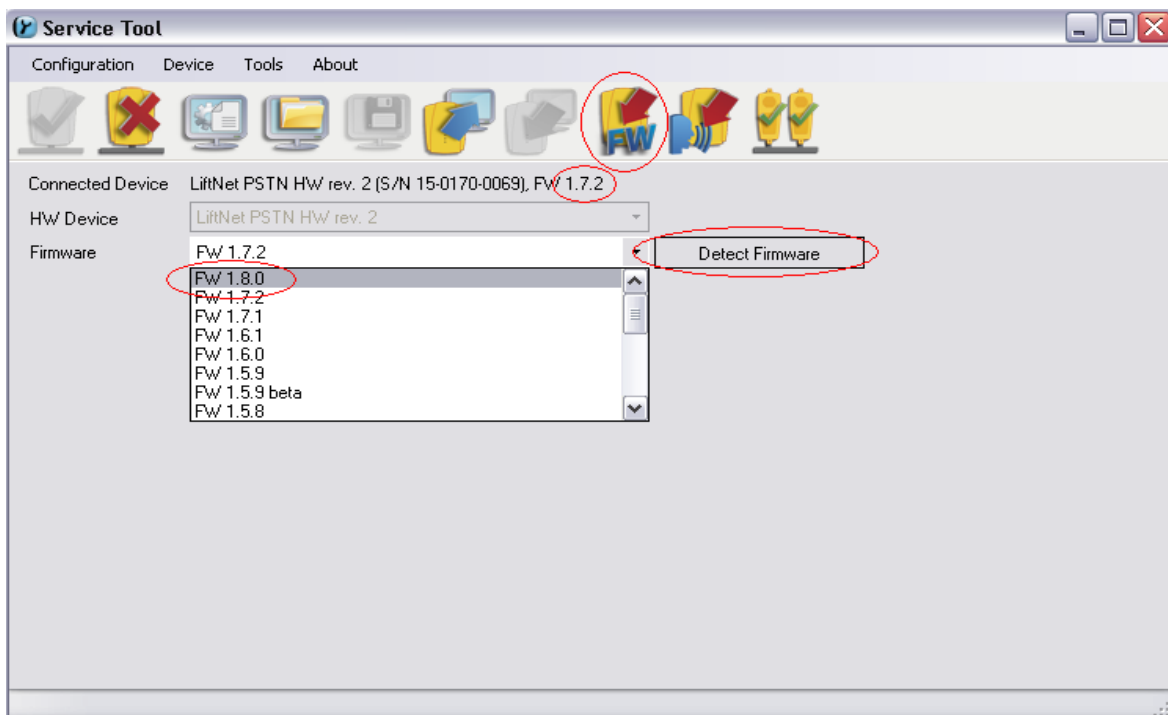 Service Tool
Configuration Device Tools About
FW
Connected Device LiftNet PSTN HW rev. 2 (S/N 15-0170-0069), FW 1.7.2
HW Device LiftNet PSTN HW rev. 2
Firmware FW 1.7.2 Detect Firmware
FW 1.8.0
FW 1.7.2
FW 1.7.1
FW 1.6.1
FW 1.6.0
FW 1.5.9
FW 1.5.9 beta
FW 1.5.8